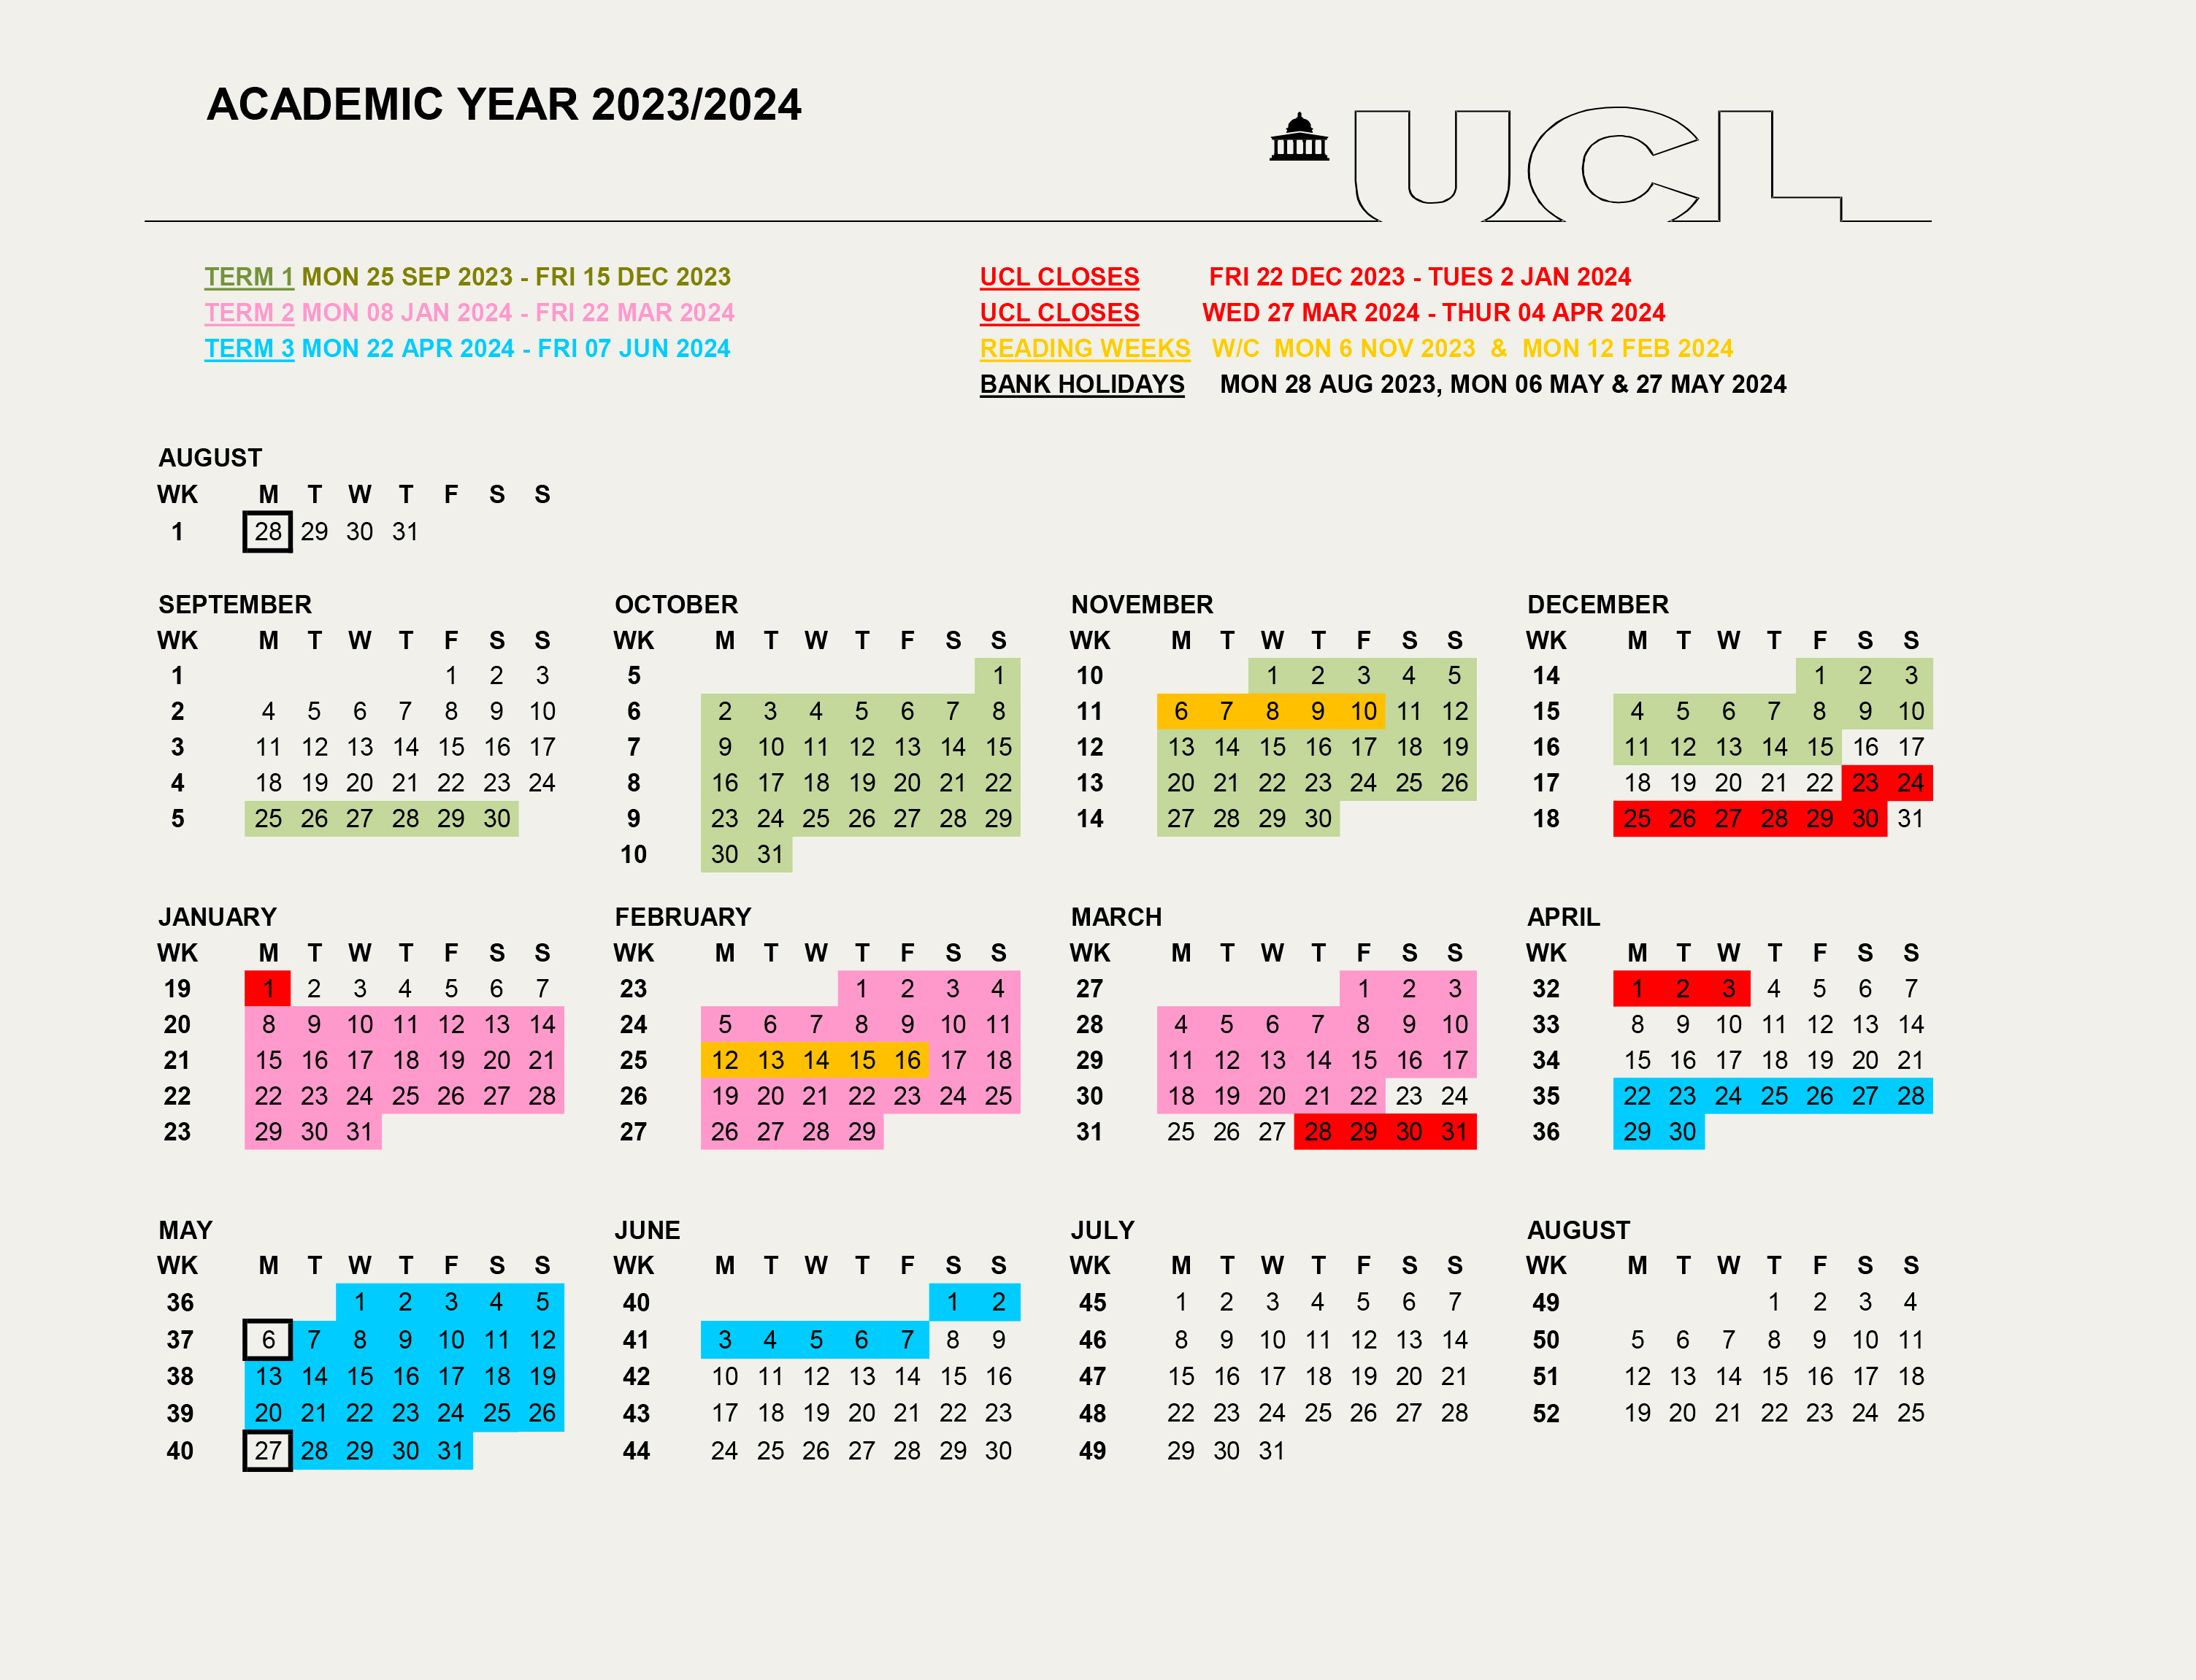 ACADEMIC YEAR 2023/2024
UCL
TERM 1 MON 25 SEP 2023 - FRI 15 DEC 2023
TERM 2 MON 08 JAN 2024 - FRI 22 MAR 2024
TERM 3 MON 22 APR 2024 - FRI 07 JUN 2024
UCL CLOSES FRI 22 DEC 2023 - TUES 2 JAN 2024
UCL CLOSES WED 27 MAR 2024 - THUR 04 APR 2024
READING WEEKS W/C MON 6 NOV 2023 & MON 12 FEB 2024
BANK HOLIDAYS MON 28 AUG 2023, MON 06 MAY & 27 MAY 2024
AUGUST
WK M T W T F S S
1 28 29 30 31
SEPTEMBER
WK M T W T F S S
1 1 2 3
2 4 5 6 7 8 9 10
3 11 12 13 14 15 16 17
4 18 19 20 21 22 23 24
5 25 26 27 28 29 30
OCTOBER
WK M T W T F S S
5 1
6 2 3 4 5 6 7 8
7 9 10 11 12 13 14 15
8 16 17 18 19 20 21 22
9 23 24 25 26 27 28 29
10 30 31
NOVEMBER
WK M T W T F S S
10 1 2 3 4 5
11 6 7 8 9 10 11 12
12 13 14 15 16 17 18 19
13 20 21 22 23 24 25 26
14 27 28 29 30
DECEMBER
WK M T W T F S S
14 1 2 3
15 4 5 6 7 8 9 10
16 11 12 13 14 15 16 17
17 18 19 20 21 22 23 24
18 25 26 27 28 29 30 31
JANUARY
WK M T W T F S S
19 1 2 3 4 5 6 7
20 8 9 10 11 12 13 14
21 15 16 17 18 19 20 21
22 22 23 24 25 26 27 28
23 29 30 31
FEBRUARY
WK M T W T F S S
23 1 2 3 4
24 5 6 7 8 9 10 11
25 12 13 14 15 16 17 18
26 19 20 21 22 23 24 25
27 26 27 28 29
MARCH
WK M T W T F S S
27 1 2 3
28 4 5 6 7 8 9 10
29 11 12 13 14 15 16 17
30 18 19 20 21 22 23 24
31 25 26 27 28 29 30 31
APRIL
WK M T W T F S S
32 1 2 3 4 5 6 7
33 8 9 10 11 12 13 14
34 15 16 17 18 19 20 21
35 22 23 24 25 26 27 28
36 29 30
MAY
WK M T W T F S S
36 1 2 3 4 5
37 6 7 8 9 10 11 12
38 13 14 15 16 17 18 19
39 20 21 22 23 24 25 26
40 27 28 29 30 31
JUNE
WK M T W T F S S
40 1 2
41 3 4 5 6 7 8 9
42 10 11 12 13 14 15 16
43 17 18 19 20 21 22 23
44 24 25 26 27 28 29 30
JULY
WK M T W T F S S
45 1 2 3 4 5 6 7
46 8 9 10 11 12 13 14
47 15 16 17 18 19 20 21
48 22 23 24 25 26 27 28
49 29 30 31
AUGUST
WK M T W T F S S
49 1 2 3 4
50 5 6 7 8 9 10 11
51 12 13 14 15 16 17 18
52 19 20 21 22 23 24 25